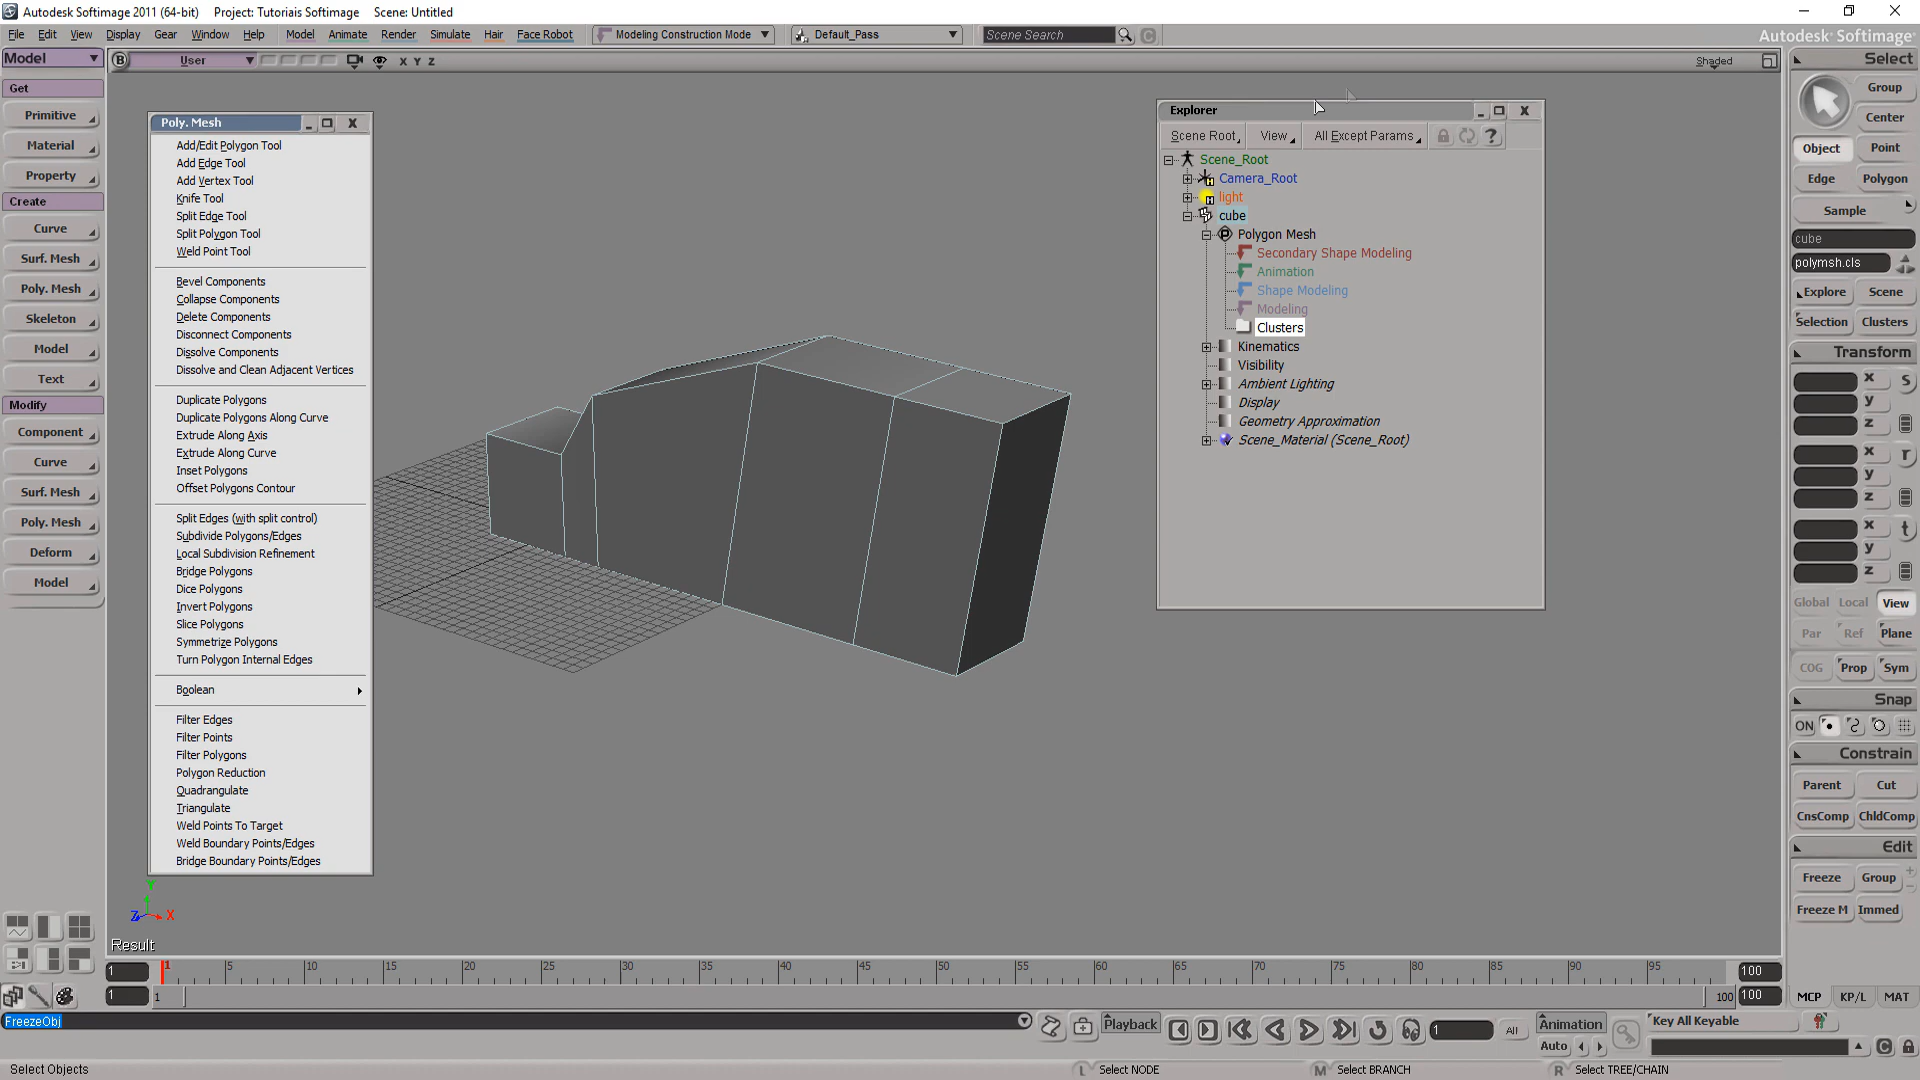 Autodesk Softimage 2011 (64-bit) Project: Tutoriais Softimage Scene: Untitled
File Edit View Display Gear Window Help Model Animate Render Simulate Hair Face Robot Modeling Construction Mode Default_Pass Scene Search Autodesk® Softimage®
Model
B User X Y Z Shaded
Get
Primitive
Material
Property
Create
Curve
Surf. Mesh
Poly. Mesh
Skeleton
Model
Text
Modify
Component
Curve
Surf. Mesh
Poly. Mesh
Deform
Model
Poly. Mesh
Add/Edit Polygon Tool
Add Edge Tool
Add Vertex Tool
Knife Tool
Split Edge Tool
Split Polygon Tool
Weld Point Tool
Bevel Components
Collapse Components
Delete Components
Disconnect Components
Dissolve Components
Dissolve and Clean Adjacent Vertices
Duplicate Polygons
Duplicate Polygons Along Curve
Extrude Along Axis
Extrude Along Curve
Inset Polygons
Offset Polygons Contour
Split Edges (with split control)
Subdivide Polygons/Edges
Local Subdivision Refinement
Bridge Polygons
Dice Polygons
Invert Polygons
Slice Polygons
Symmetrize Polygons
Turn Polygon Internal Edges
Boolean
Filter Edges
Filter Points
Filter Polygons
Polygon Reduction
Quadrangulate
Triangulate
Weld Points To Target
Weld Boundary Points/Edges
Bridge Boundary Points/Edges
Explorer
Scene Root View All Except Params ?
Scene_Root
Camera_Root
light
cube
Polygon Mesh
Secondary Shape Modeling
Animation
Shape Modeling
Modeling
Clusters
Kinematics
Visibility
Ambient Lighting
Display
Geometry Approximation
Scene_Material (Scene_Root)
Select
Group
Center
Object Point
Edge Polygon
Sample
cube
polymsh.cls
Explore Scene
Selection Clusters
Transform
x s
y
z
x r
y
z
x t
y
z
Global Local View
Par Ref Plane
COG Prop Sym
Snap
ON
Constrain
Parent Cut
CnsComp ChldComp
Edit
Freeze Group
Freeze M Immed
Y
Z X
Result
1 1 5 10 15 20 25 30 35 40 45 50 55 60 65 70 75 80 85 90 95 100
1 1 100 100
MCP KP/L MAT
FreezeObj
Playback 1 All Animation Key All Keyable
Auto
Select Objects L Select NODE M Select BRANCH R Select TREE/CHAIN